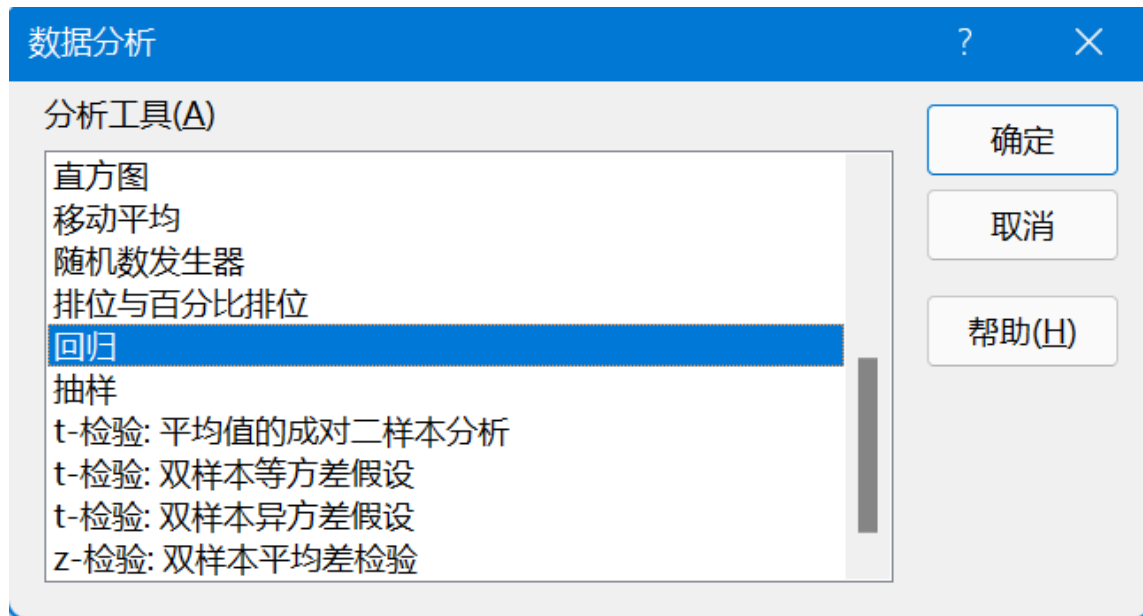 数据分析
?
分析工具(A)
直方图
移动平均
随机数发生器
排位与百分比排位
回归
抽样
t-检验: 平均值的成对二样本分析
t-检验: 双样本等方差假设
t-检验: 双样本异方差假设
z-检验: 双样本平均差检验
确定
取消
帮助(H)